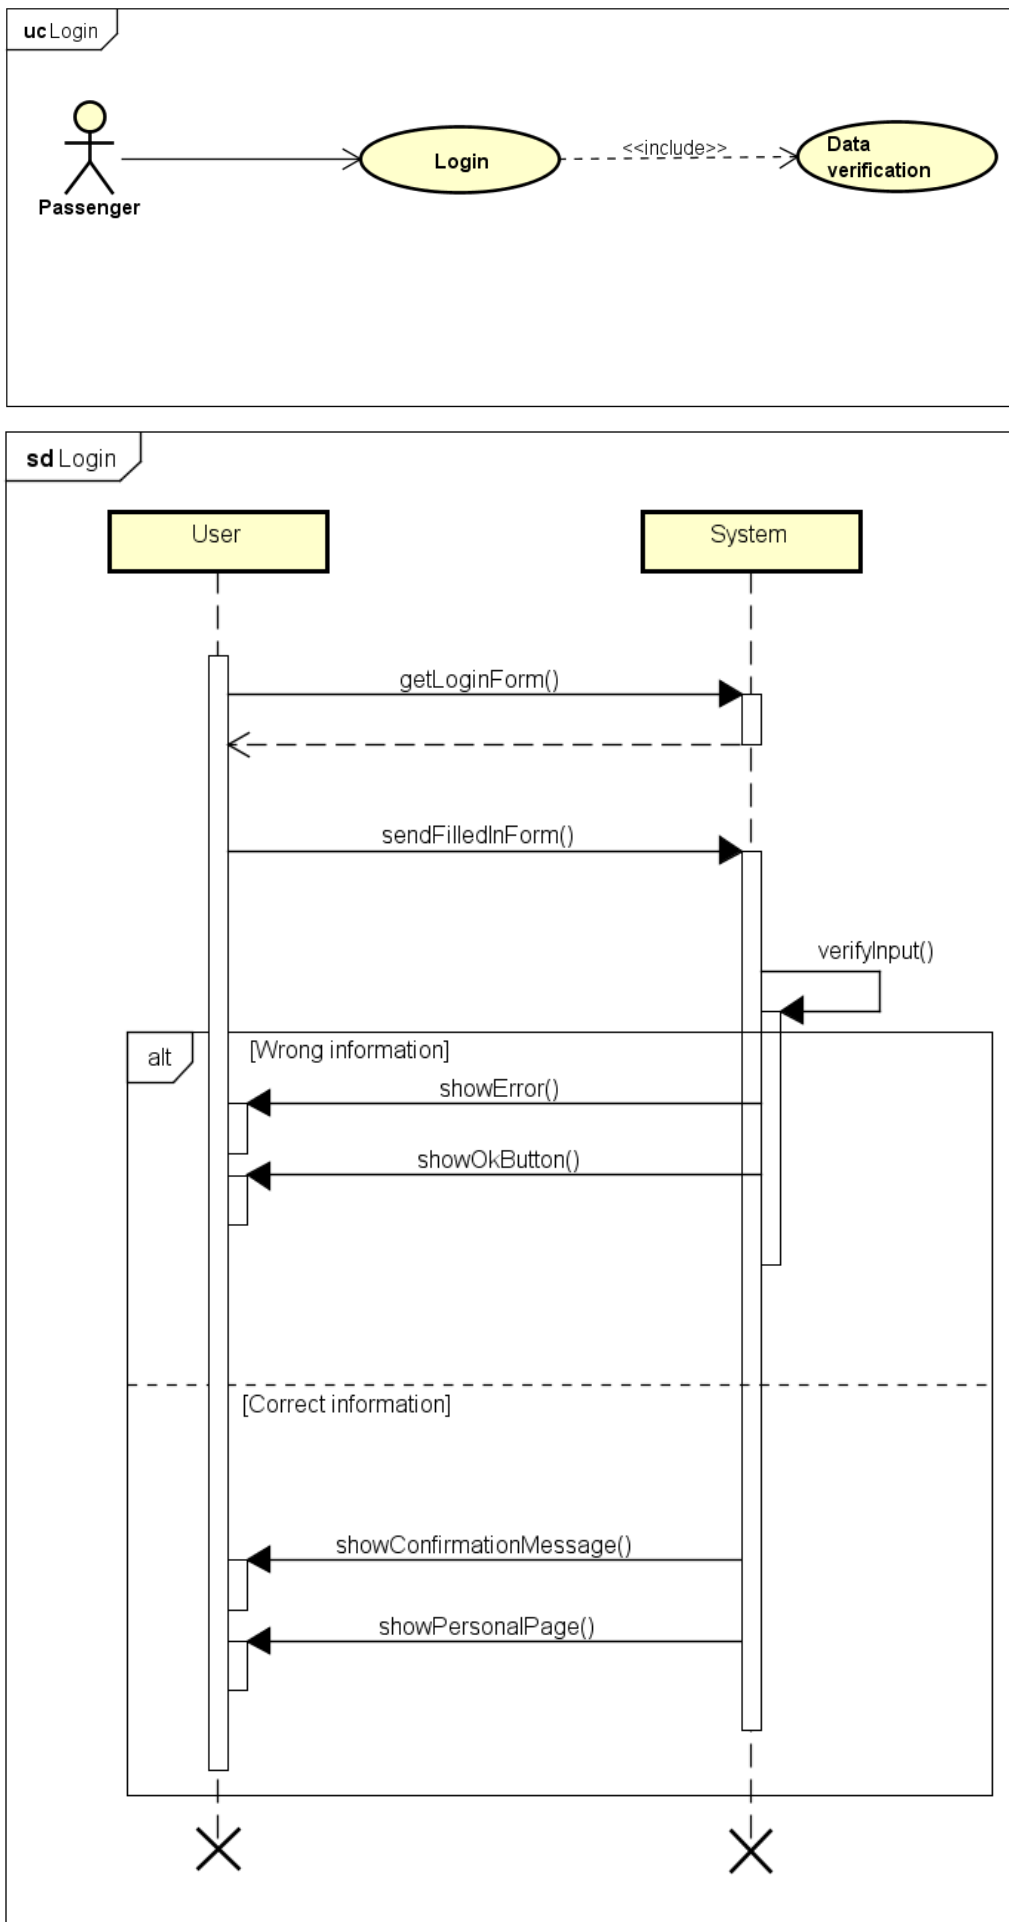 uc Login
Passenger
Login
<<include>>
Data
verification
sd Login
User
System
getLoginForm()
sendFilledInForm()
verifyInput()
alt
[Wrong information]
showError()
showOkButton()
[Correct information]
showConfirmationMessage()
showPersonalPage()